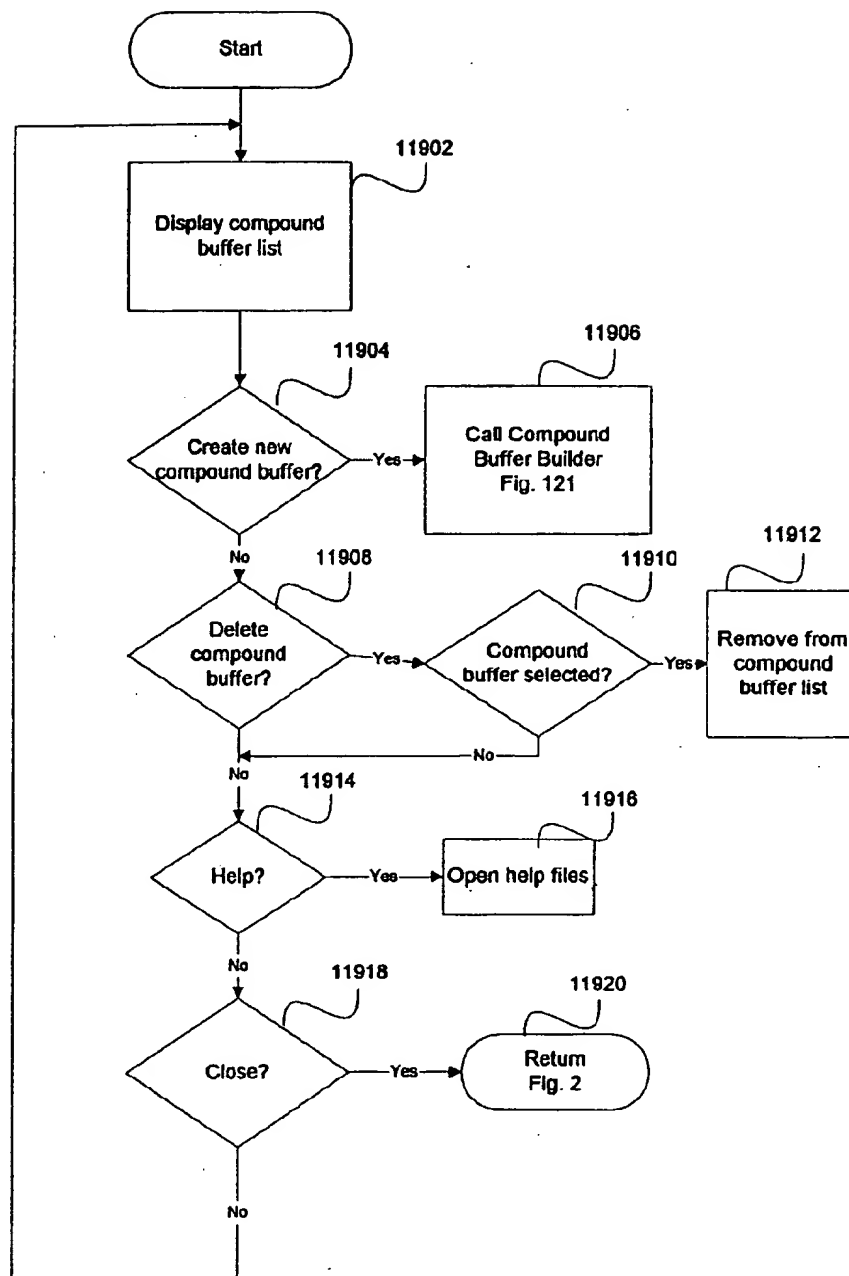 Start
11902
Display compound
buffer list
11904
11906
Create new
compound buffer?
Yes
Call Compound
Buffer Builder
Fig. 121
No
11908
11910
11912
Delete
compound
buffer?
Yes
Compound
buffer selected?
Yes
Remove from
compound
buffer list
No
No
11914
11916
Help?
Yes
Open help files
No
11918
11920
Close?
Yes
Return
Fig. 2
No